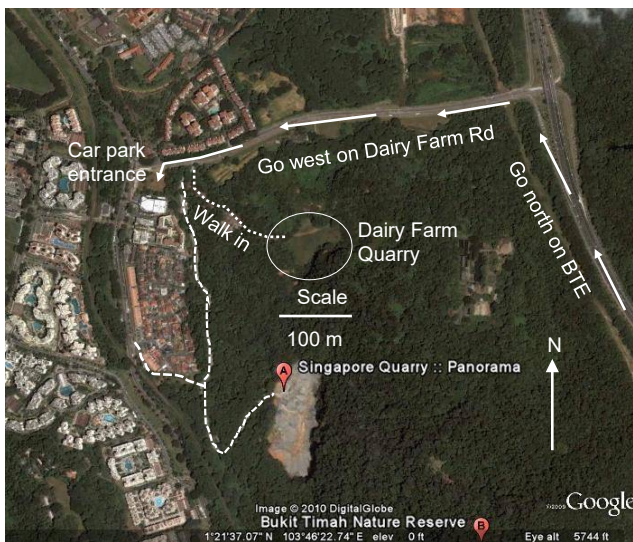 Car park
entrance
Go west on Dairy Farm Rd
Go north on BTE
Walk in
Dairy Farm
Quarry
Scale
100 m
N
A
Singapore Quarry :: Panorama
©2009 Google
Image © 2010 DigitalGlobe
Bukit Timah Nature Reserve
B
1°21'37.07" N 103°46'22.74" E elev 0 ft Eye alt 5744 ft